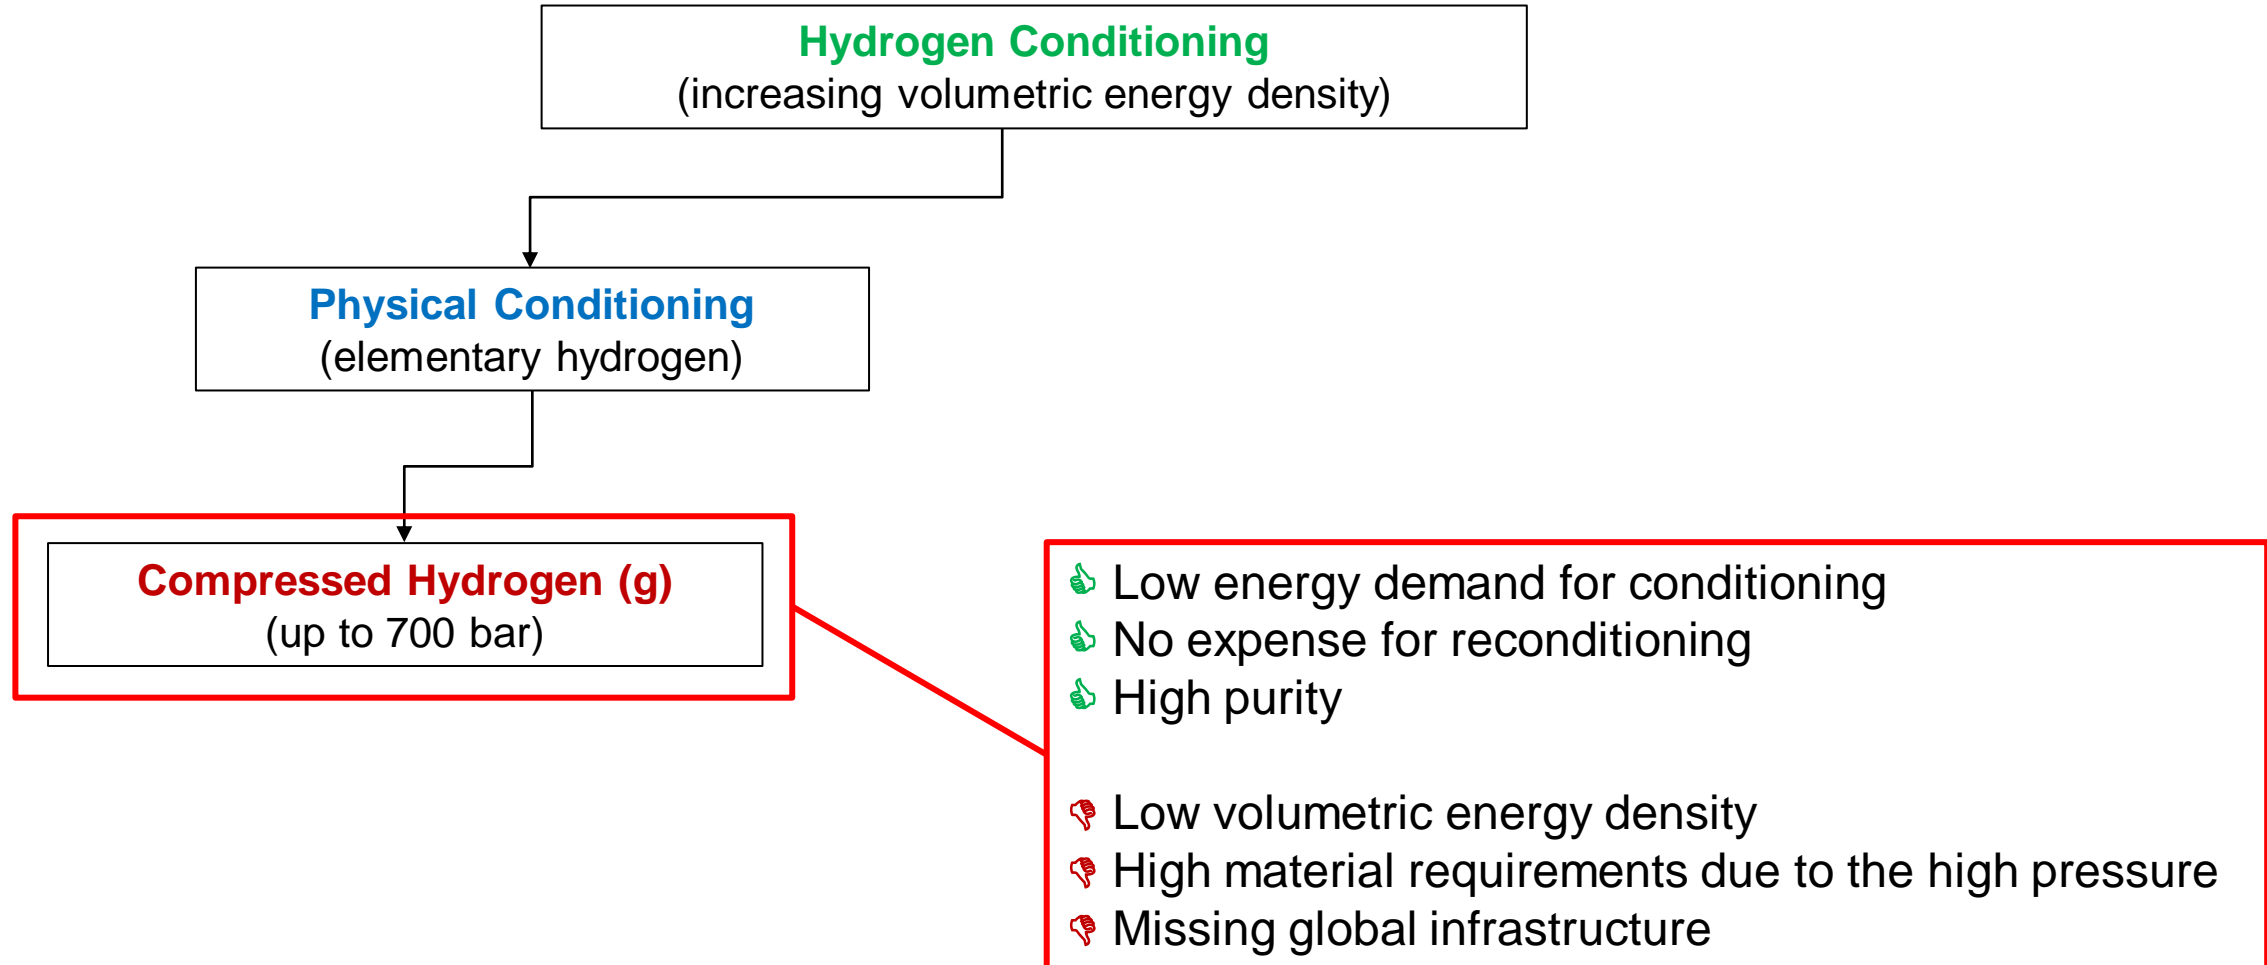 Hydrogen Conditioning
(increasing volumetric energy density)
Physical Conditioning
(elementary hydrogen)
Compressed Hydrogen (g)
(up to 700 bar)
Low energy demand for conditioning
No expense for reconditioning
High purity
Low volumetric energy density
High material requirements due to the high pressure
Missing global infrastructure